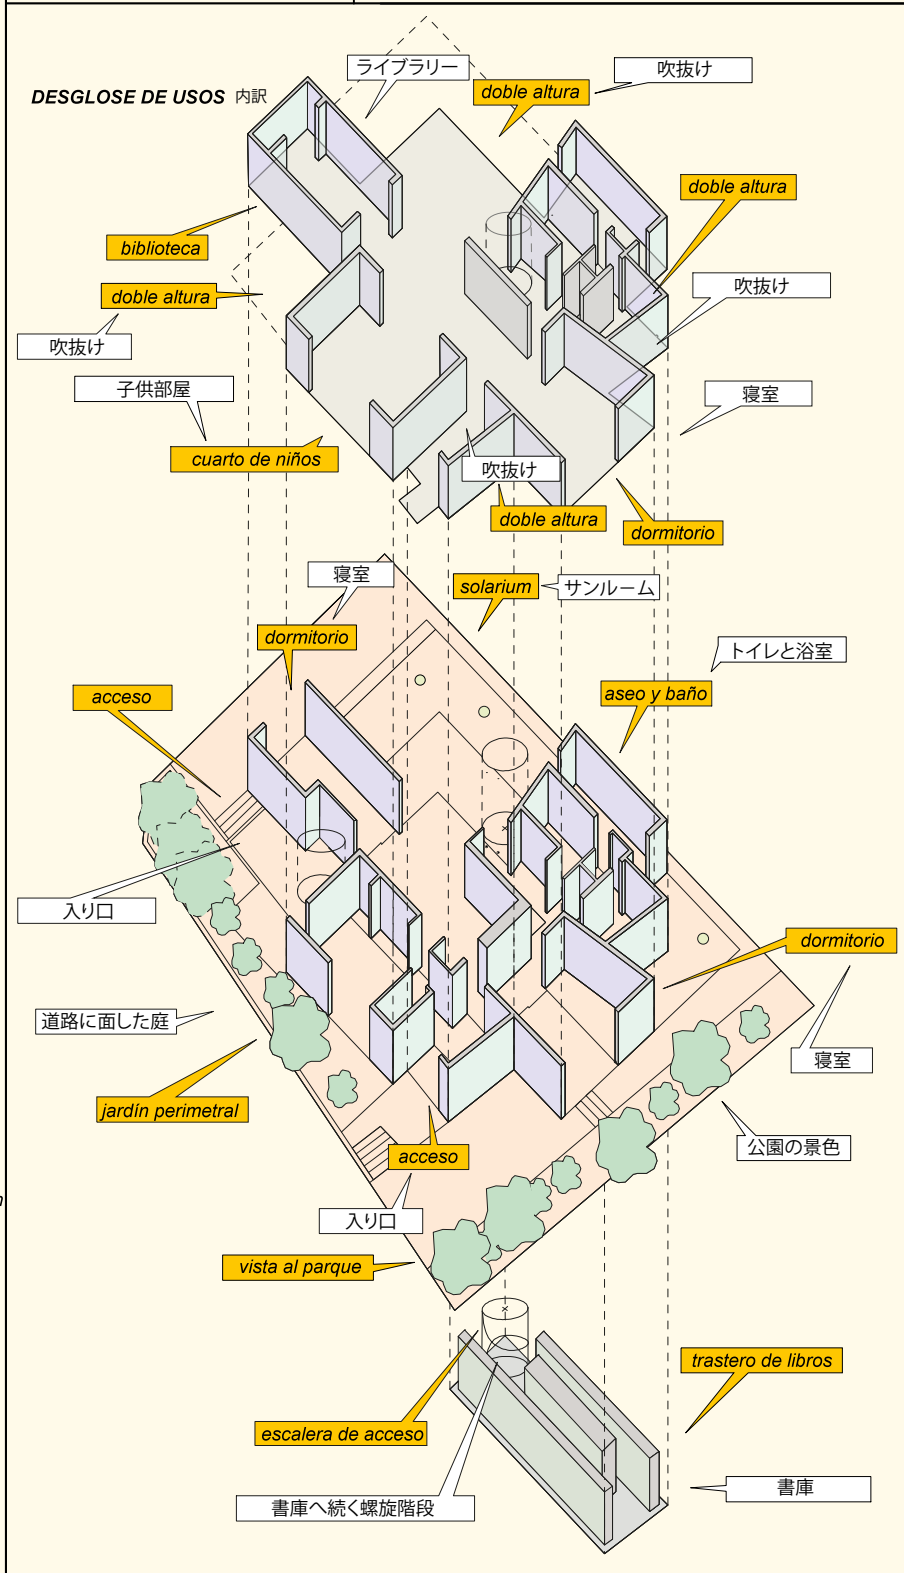 DESGLOSE DE USOS 内訳
ライブラリー
吹抜け
doble altura
doble altura
biblioteca
吹抜け
doble altura
吹抜け
子供部屋
寝室
cuarto de niños
吹抜け
doble altura
dormitorio
寝室
solarium
サンルーム
dormitorio
トイレと浴室
acceso
aseo y baño
入り口
dormitorio
道路に面した庭
寝室
jardín perimetral
公園の景色
acceso
入り口
vista al parque
trastero de libros
escalera de acceso
書庫
書庫へ続く螺旋階段